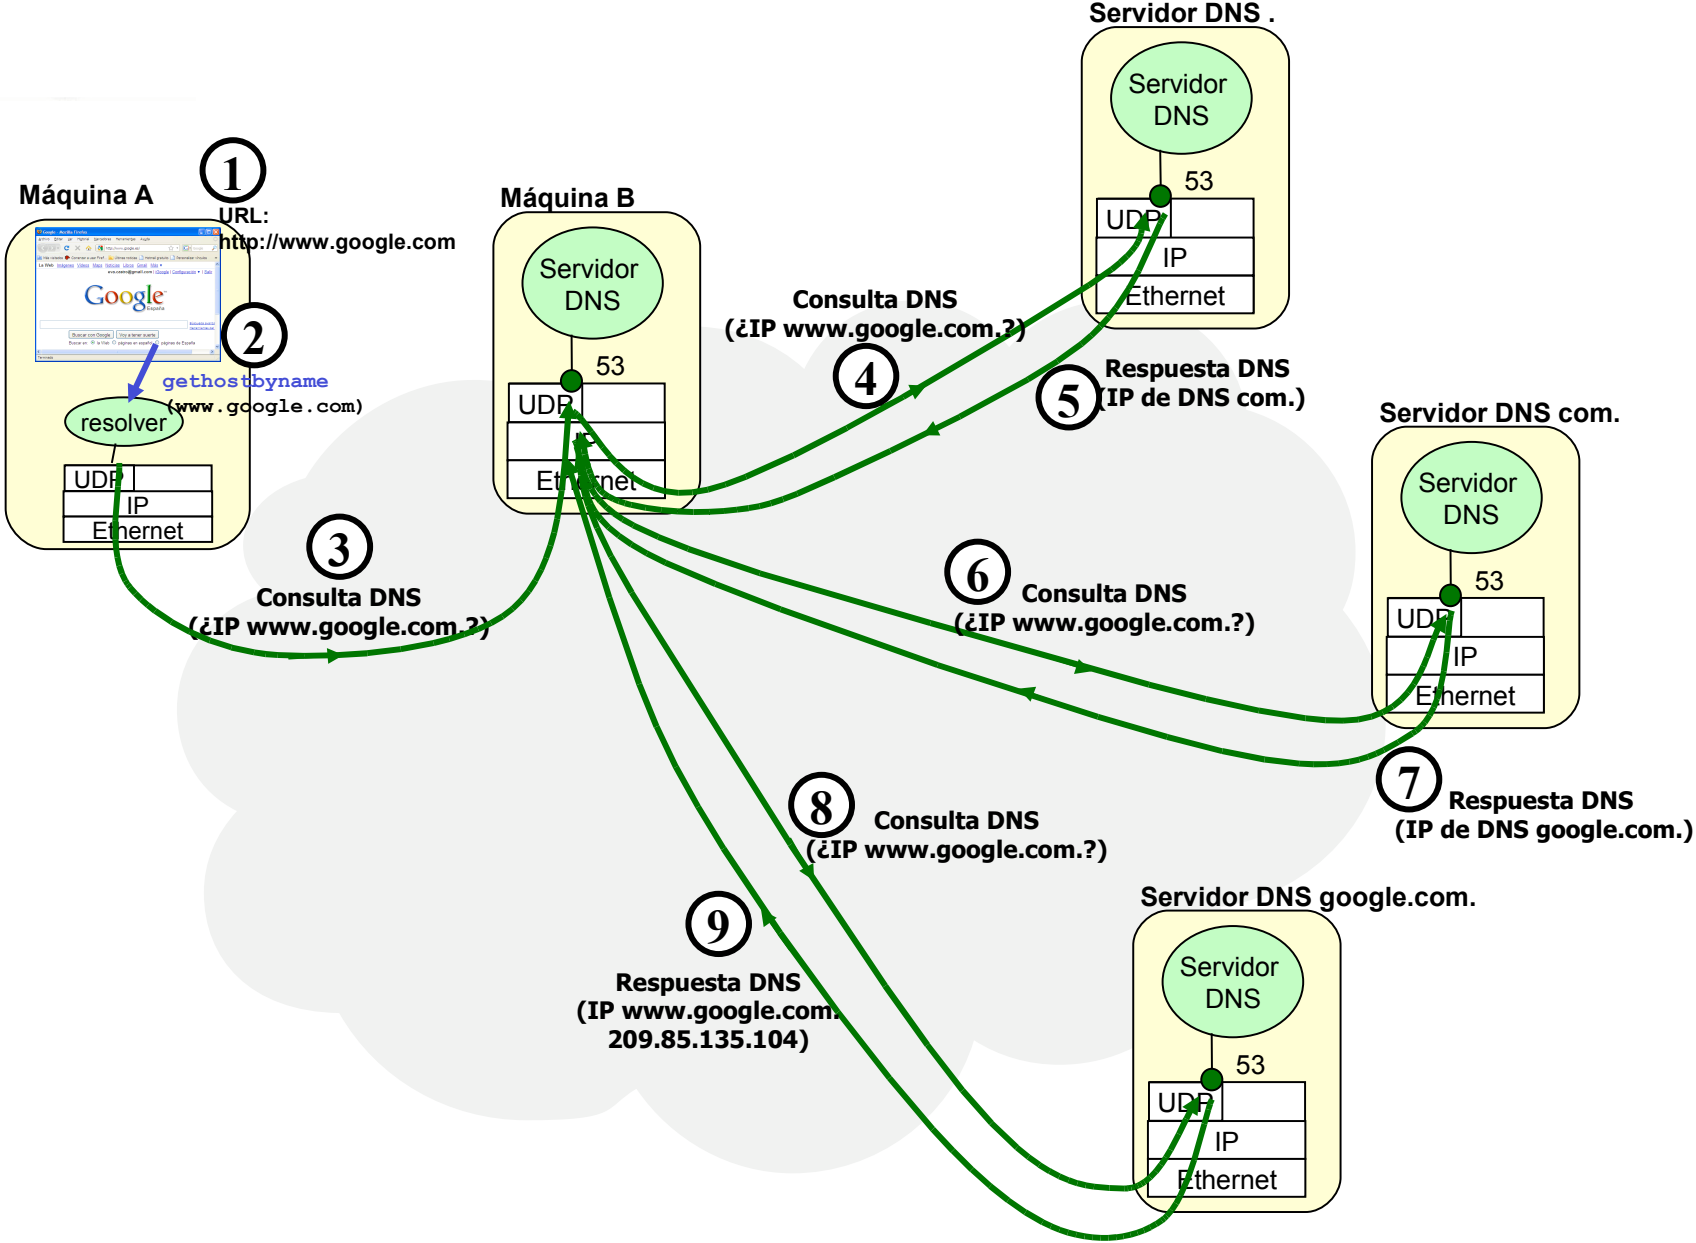 Servidor DNS .
Servidor
DNS
53
UDP
IP
Ethernet
1
URL:
http://www.google.com
Máquina A
Google
España
2
gethostbyname
(www.google.com)
resolver
UDP
IP
Ethernet
Máquina B
Servidor
DNS
53
UDP
IP
Ethernet
3
Consulta DNS
(¿IP www.google.com.?)
Consulta DNS
(¿IP www.google.com.?)
4
Respuesta DNS
(IP de DNS com.)
5
Servidor DNS com.
Servidor
DNS
53
UDP
IP
Ethernet
6
Consulta DNS
(¿IP www.google.com.?)
7
Respuesta DNS
(IP de DNS google.com.)
8
Consulta DNS
(¿IP www.google.com.?)
9
Respuesta DNS
(IP www.google.com.
209.85.135.104)
Servidor DNS google.com.
Servidor
DNS
53
UDP
IP
Ethernet